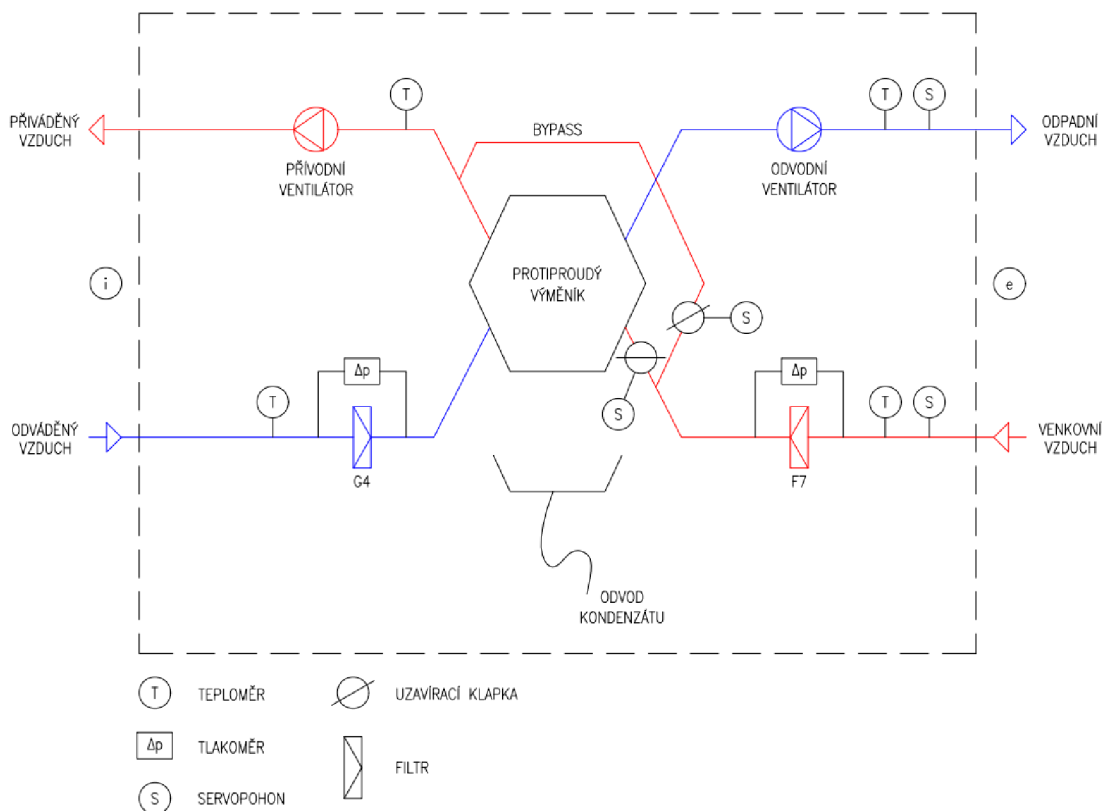 T
T
S
PŘIVÁDĚNÝ
VZDUCH
BYPASS
ODPADNÍ
VZDUCH
PŘÍVODNÍ
VENTILÁTOR
ODVODNÍ
VENTILÁTOR
i
PROTIPROUDÝ
VÝMĚNÍK
e
S
Δp
Δp
T
S
T
S
ODVÁDĚNÝ
VZDUCH
VENKOVNÍ
VZDUCH
G4
F7
ODVOD
KONDENZÁTU
T
TEPLOMĚR
UZAVÍRACÍ KLAPKA
Δp
TLAKOMĚR
FILTR
S
SERVOPOHON